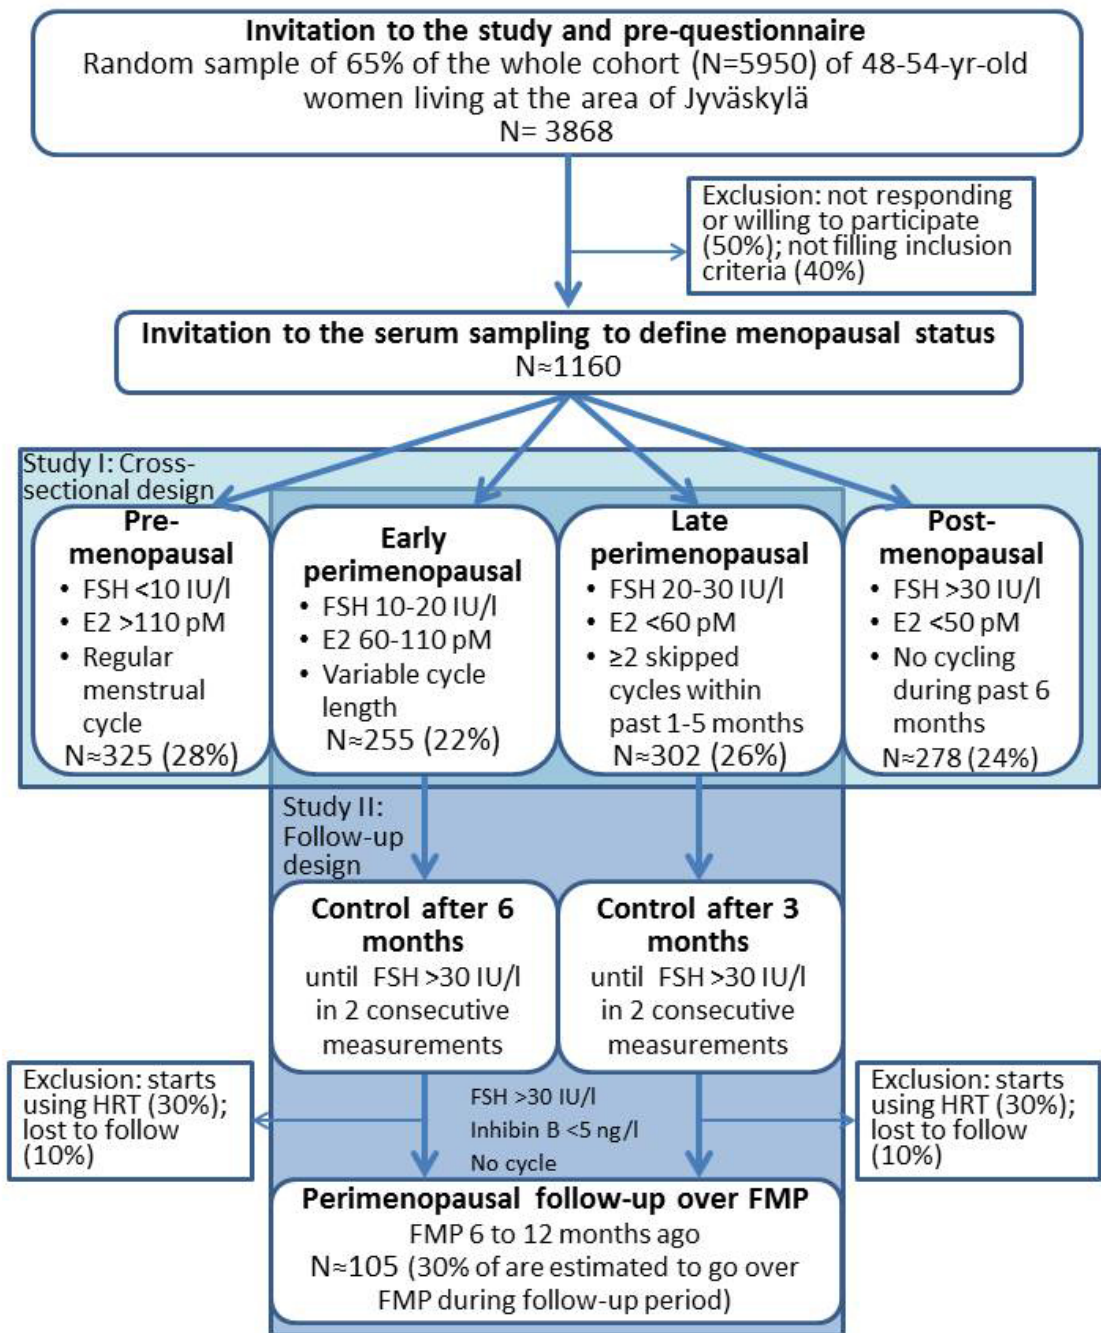 Invitation to the study and pre-questionnaire
Random sample of 65% of the whole cohort (N=5950) of 48-54-yr-old
women living at the area of Jyväskylä
N= 3868
Exclusion: not responding
or willing to participate
(50%); not filling inclusion
criteria (40%)
Invitation to the serum sampling to define menopausal status
N≈1160
Study I: Cross-
sectional design
Pre-
menopausal
• FSH <10 IU/l
• E2 >110 pM
• Regular
menstrual
cycle
N≈325 (28%)
Early
perimenopausal
• FSH 10-20 IU/l
• E2 60-110 pM
• Variable cycle
length
N≈255 (22%)
Late
perimenopausal
• FSH 20-30 IU/l
• E2 <60 pM
• ≥2 skipped
cycles within
past 1-5 months
N≈302 (26%)
Post-
menopausal
• FSH >30 IU/l
• E2 <50 pM
• No cycling
during past 6
months
N≈278 (24%)
Study II:
Follow-up
design
Control after 6
months
until FSH >30 IU/l
in 2 consecutive
measurements
Control after 3
months
until FSH >30 IU/l
in 2 consecutive
measurements
Exclusion: starts
using HRT (30%);
lost to follow
(10%)
FSH >30 IU/l
Inhibin B <5 ng/l
No cycle
Exclusion: starts
using HRT (30%);
lost to follow
(10%)
Perimenopausal follow-up over FMP
FMP 6 to 12 months ago
N≈105 (30% of are estimated to go over
FMP during follow-up period)